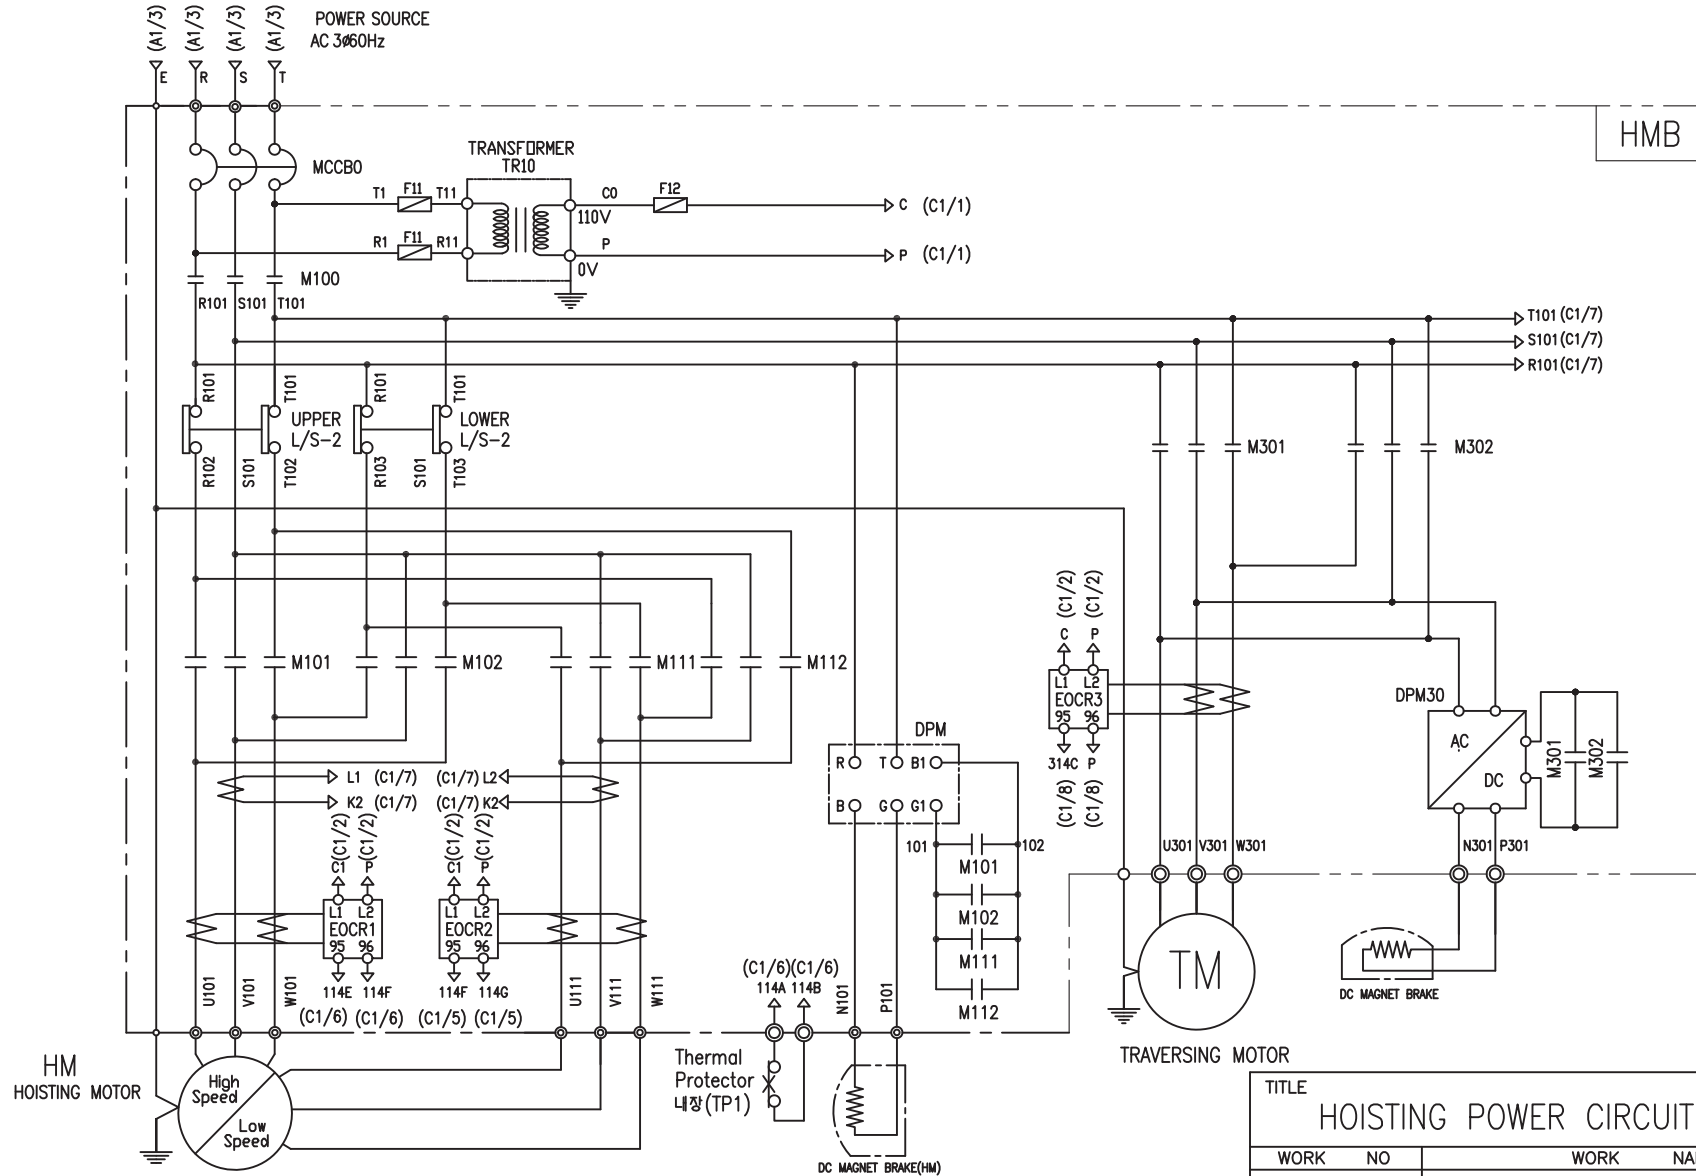 (A1/3) (A1/3) (A1/3) (A1/3)
POWER SOURCE
AC 3ø60Hz
E R S T
HMB
MCCB0
TRANSFORMER
TR10
T1 F11 T11
C0 F12
110V
C (C1/1)
R1 F11 R11
P
0V
P (C1/1)
M100
R101 S101 T101
T101 (C1/7)
S101 (C1/7)
R101 (C1/7)
R101 T101 R101 T101
UPPER
L/S-2
LOWER
L/S-2
R102 S101 T102 R103 S101 T103
M301 M302
M101 M102 M111 M112
(C1/2) (C1/2)
C P
L1 L2
EOCR3
95 96
314C P
(C1/8) (C1/8)
DPM30
AC
DC
M301 M302
DPM
R T B1
B G G1
101 102
M101
M102
M111
M112
L1 (C1/7) (C1/7) L2
K2 (C1/7) (C1/7) K2
(C1/2) (C1/2) (C1/2) (C1/2)
C1 P C1 P
L1 L2 L1 L2
EOCR1 EOCR2
95 96 95 96
114E 114F 114F 114G
(C1/6) (C1/6) (C1/5) (C1/5)
U101 V101 W101 U111 V111 W111
(C1/6) (C1/6)
114A 114B
N101 P101
U301 V301 W301
N301 P301
TM
TRAVERSING MOTOR
DC MAGNET BRAKE
HM
HOISTING MOTOR
High
Speed
Low
Speed
Thermal
Protector
내장(TP1)
DC MAGNET BRAKE(HM)
TITLE
HOISTING POWER CIRCUIT
WORK NO WORK NA